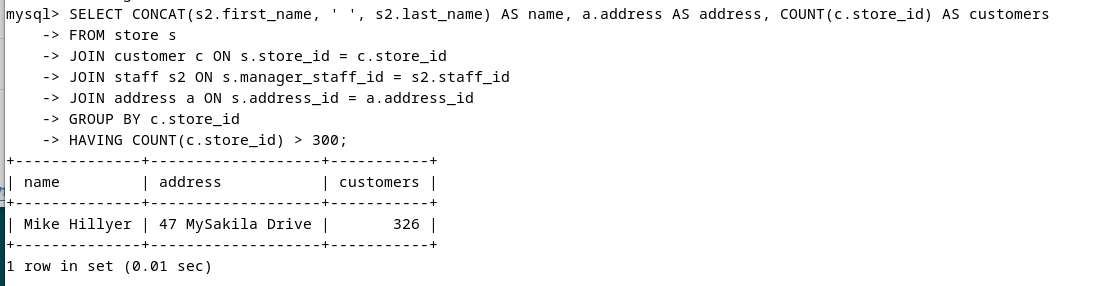 mysql> SELECT CONCAT(s2.first_name, ' ', s2.last_name) AS name, a.address AS address, COUNT(c.store_id) AS customers
    -> FROM store s
    -> JOIN customer c ON s.store_id = c.store_id
    -> JOIN staff s2 ON s.manager_staff_id = s2.staff_id
    -> JOIN address a ON s.address_id = a.address_id
    -> GROUP BY c.store_id
    -> HAVING COUNT(c.store_id) > 300;
+--------------+--------------------+-----------+
| name         | address            | customers |
+--------------+--------------------+-----------+
| Mike Hillyer | 47 MySakila Drive |       326 |
+--------------+--------------------+-----------+
1 row in set (0.01 sec)